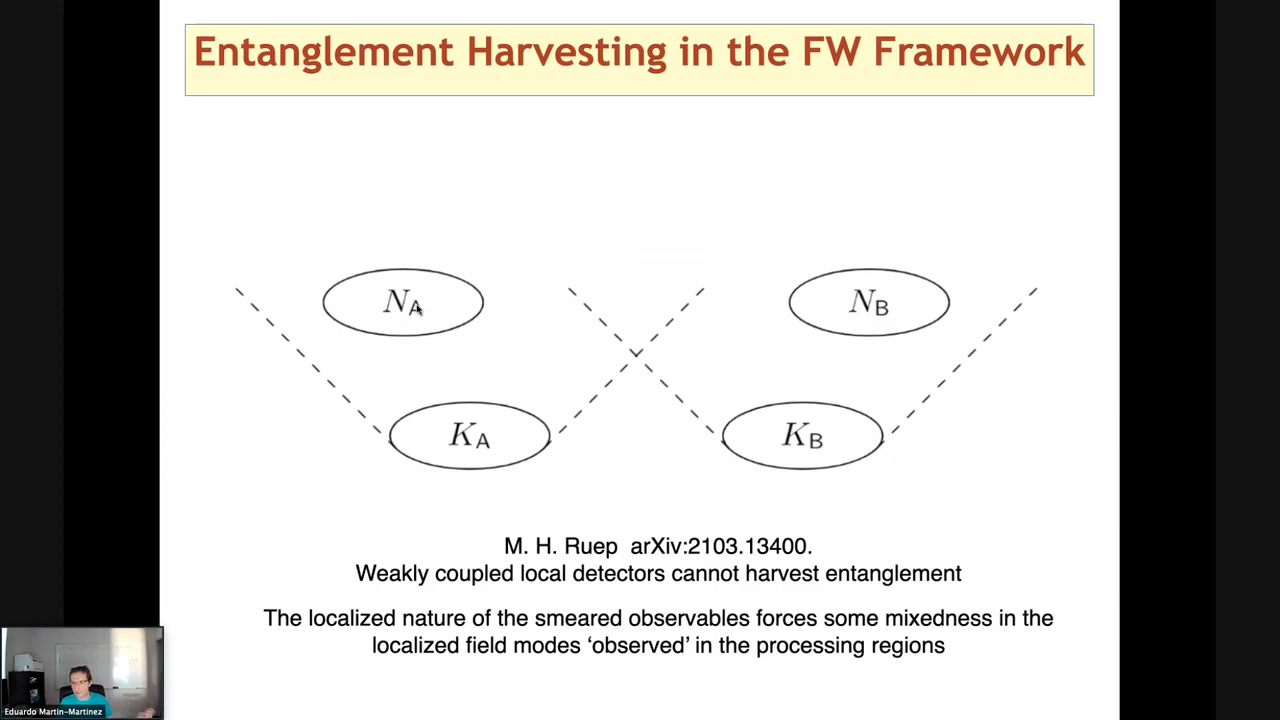 Entanglement Harvesting in the FW Framework
N_A
N_B
K_A
K_B
M. H. Ruep arXiv:2103.13400.
Weakly coupled local detectors cannot harvest entanglement
The localized nature of the smeared observables forces some mixedness in the
localized field modes ‘observed’ in the processing regions
Eduardo Martin-Martinez